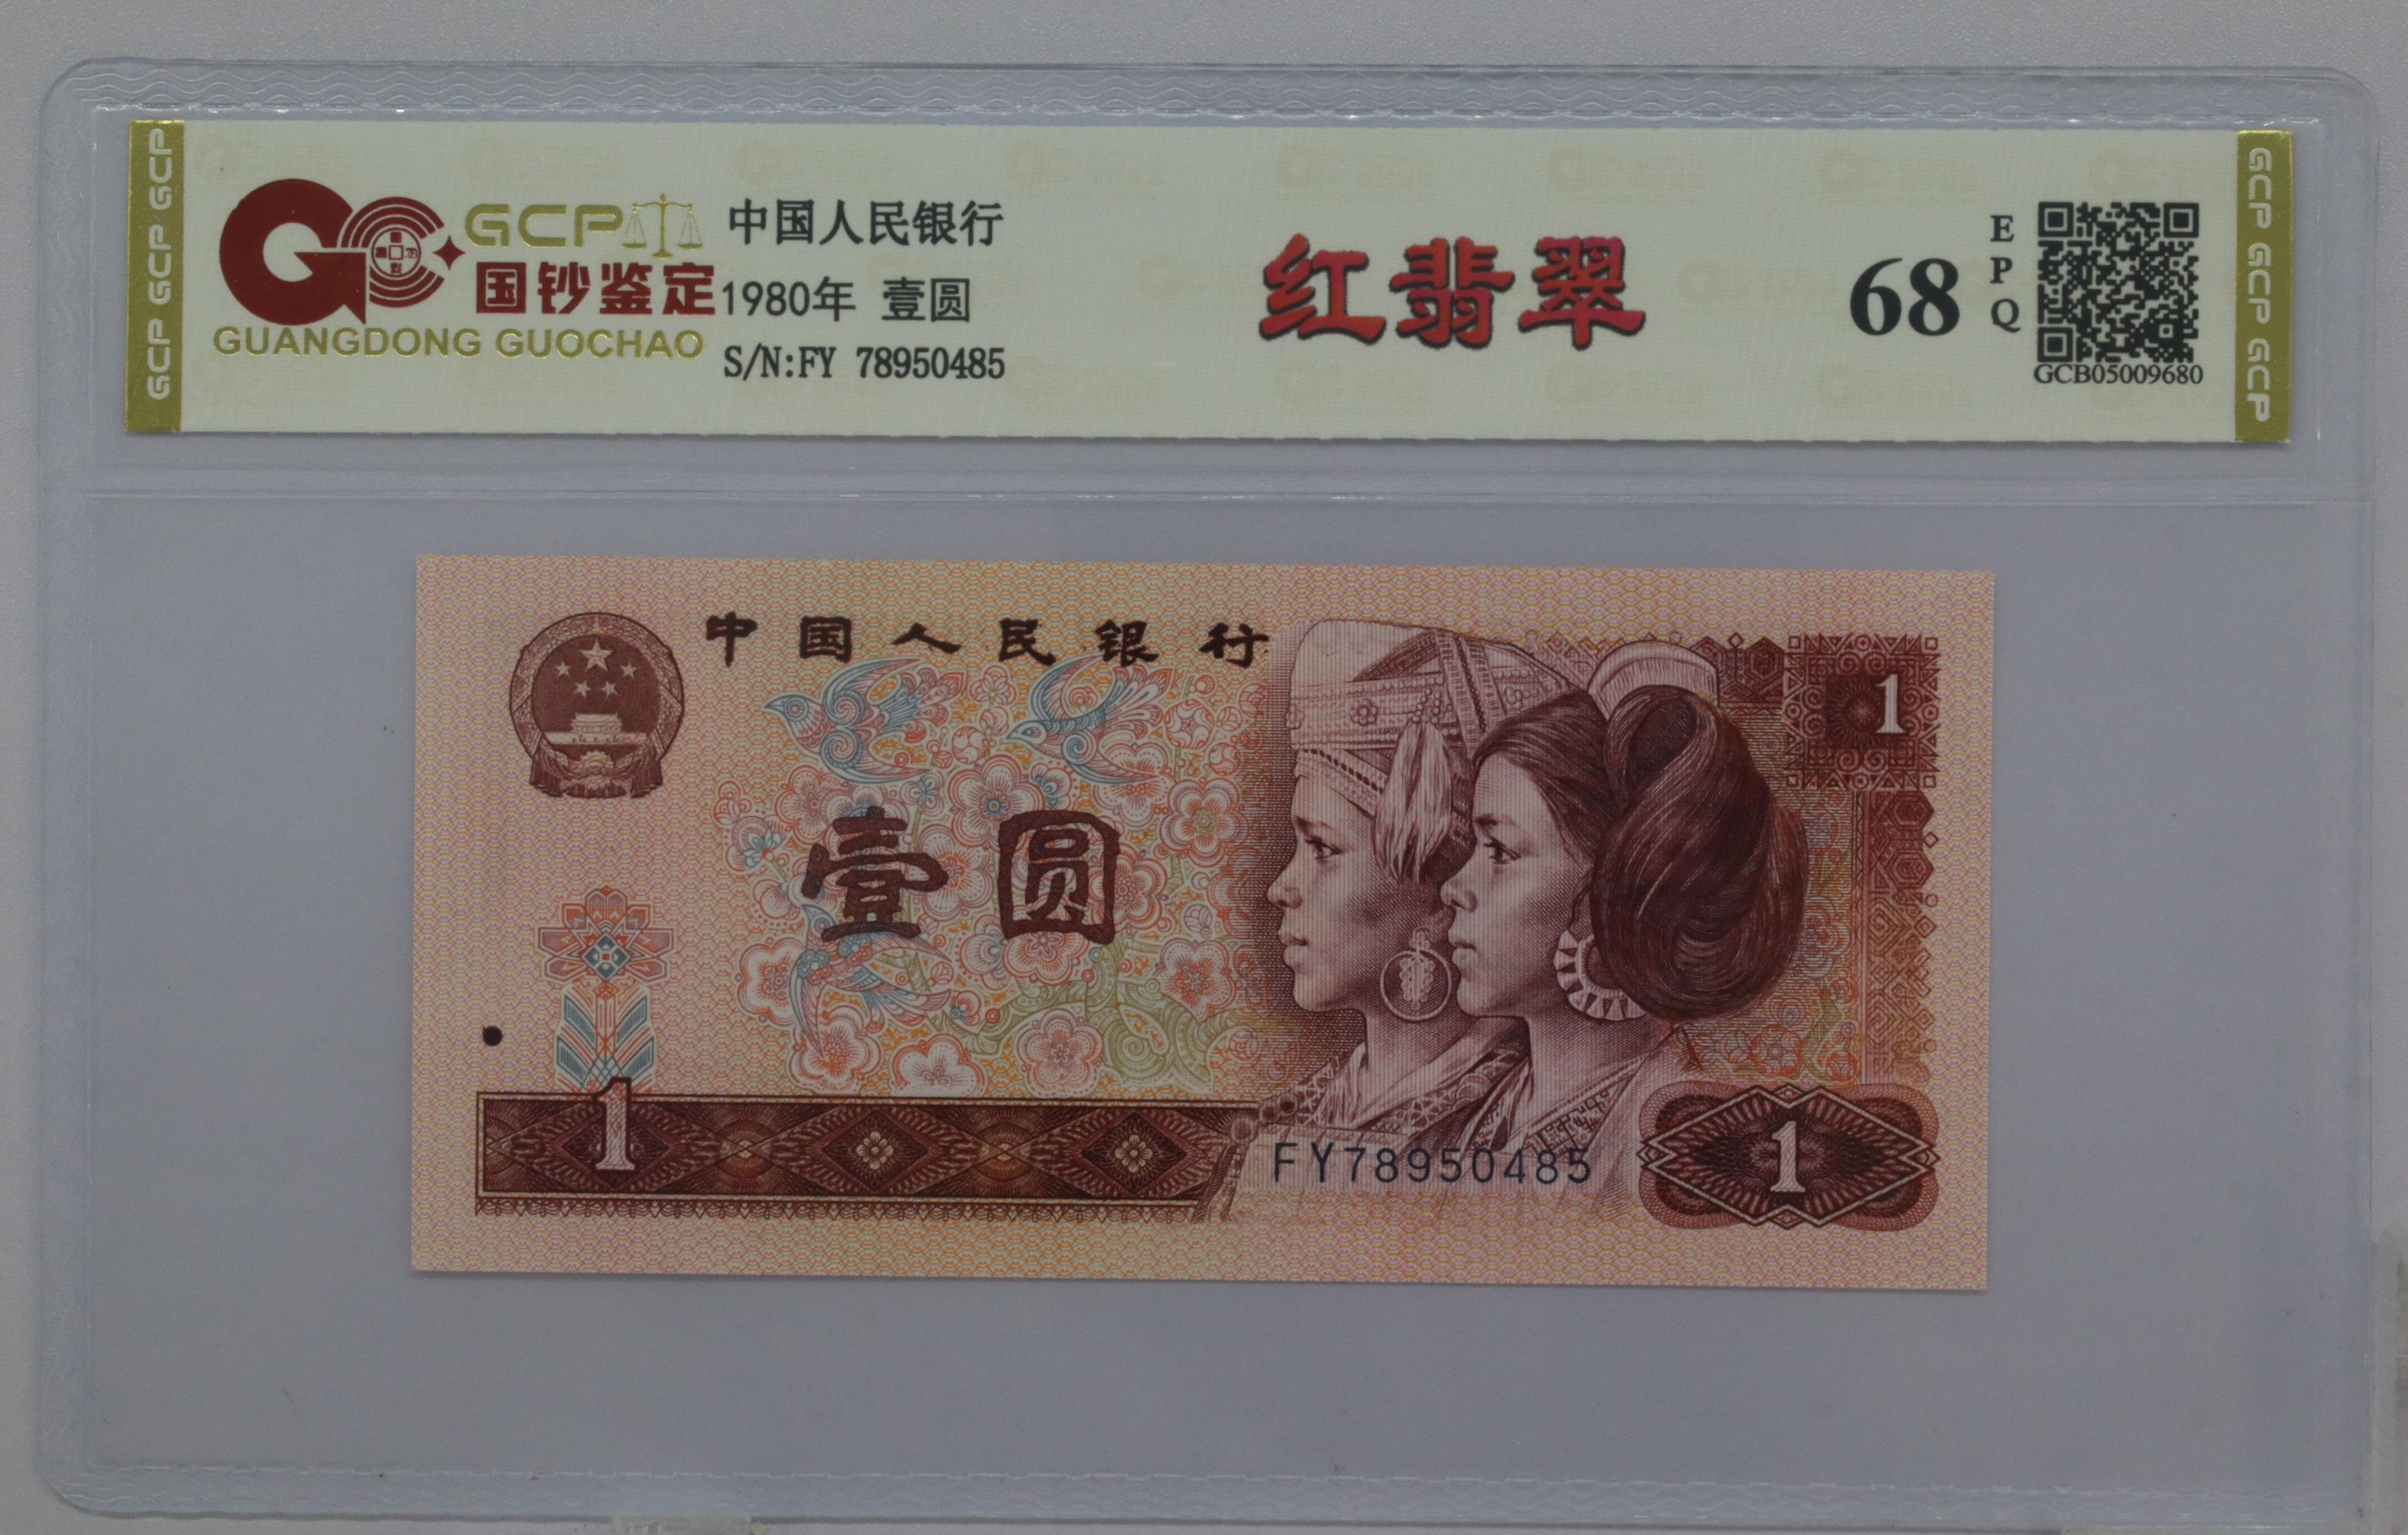 GCP GCP GCP
GCP
国钞鉴定
GUANGDONG GUOCHAO
中国人民银行
1980年 壹圆
S/N:FY 78950485
红翡翠
68
EPQ
GCB05009680
GCP GCP GCP
中国人民银行
1
壹圆
1
FY78950485
1